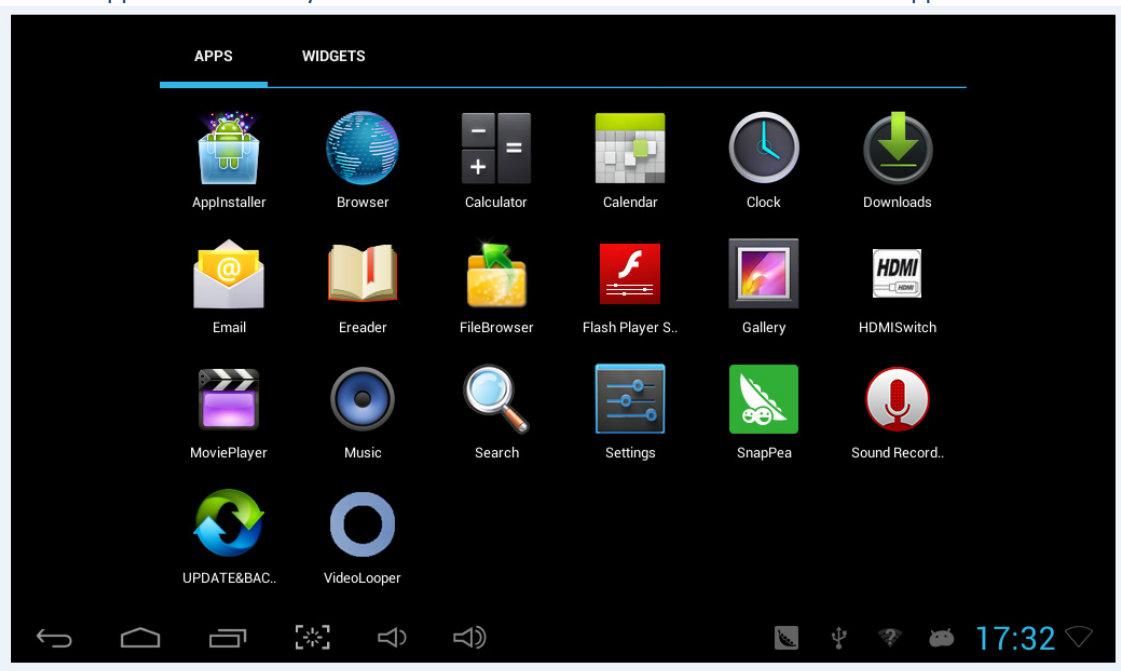 APPS WIDGETS
AppInstaller Browser Calculator Calendar Clock Downloads
@
HDMI
HDMI
Email Ereader FileBrowser Flash Player S.. Gallery HDMISwitch
MoviePlayer Music Search Settings SnapPea Sound Record..
UPDATE&BAC.. VideoLooper
17:32